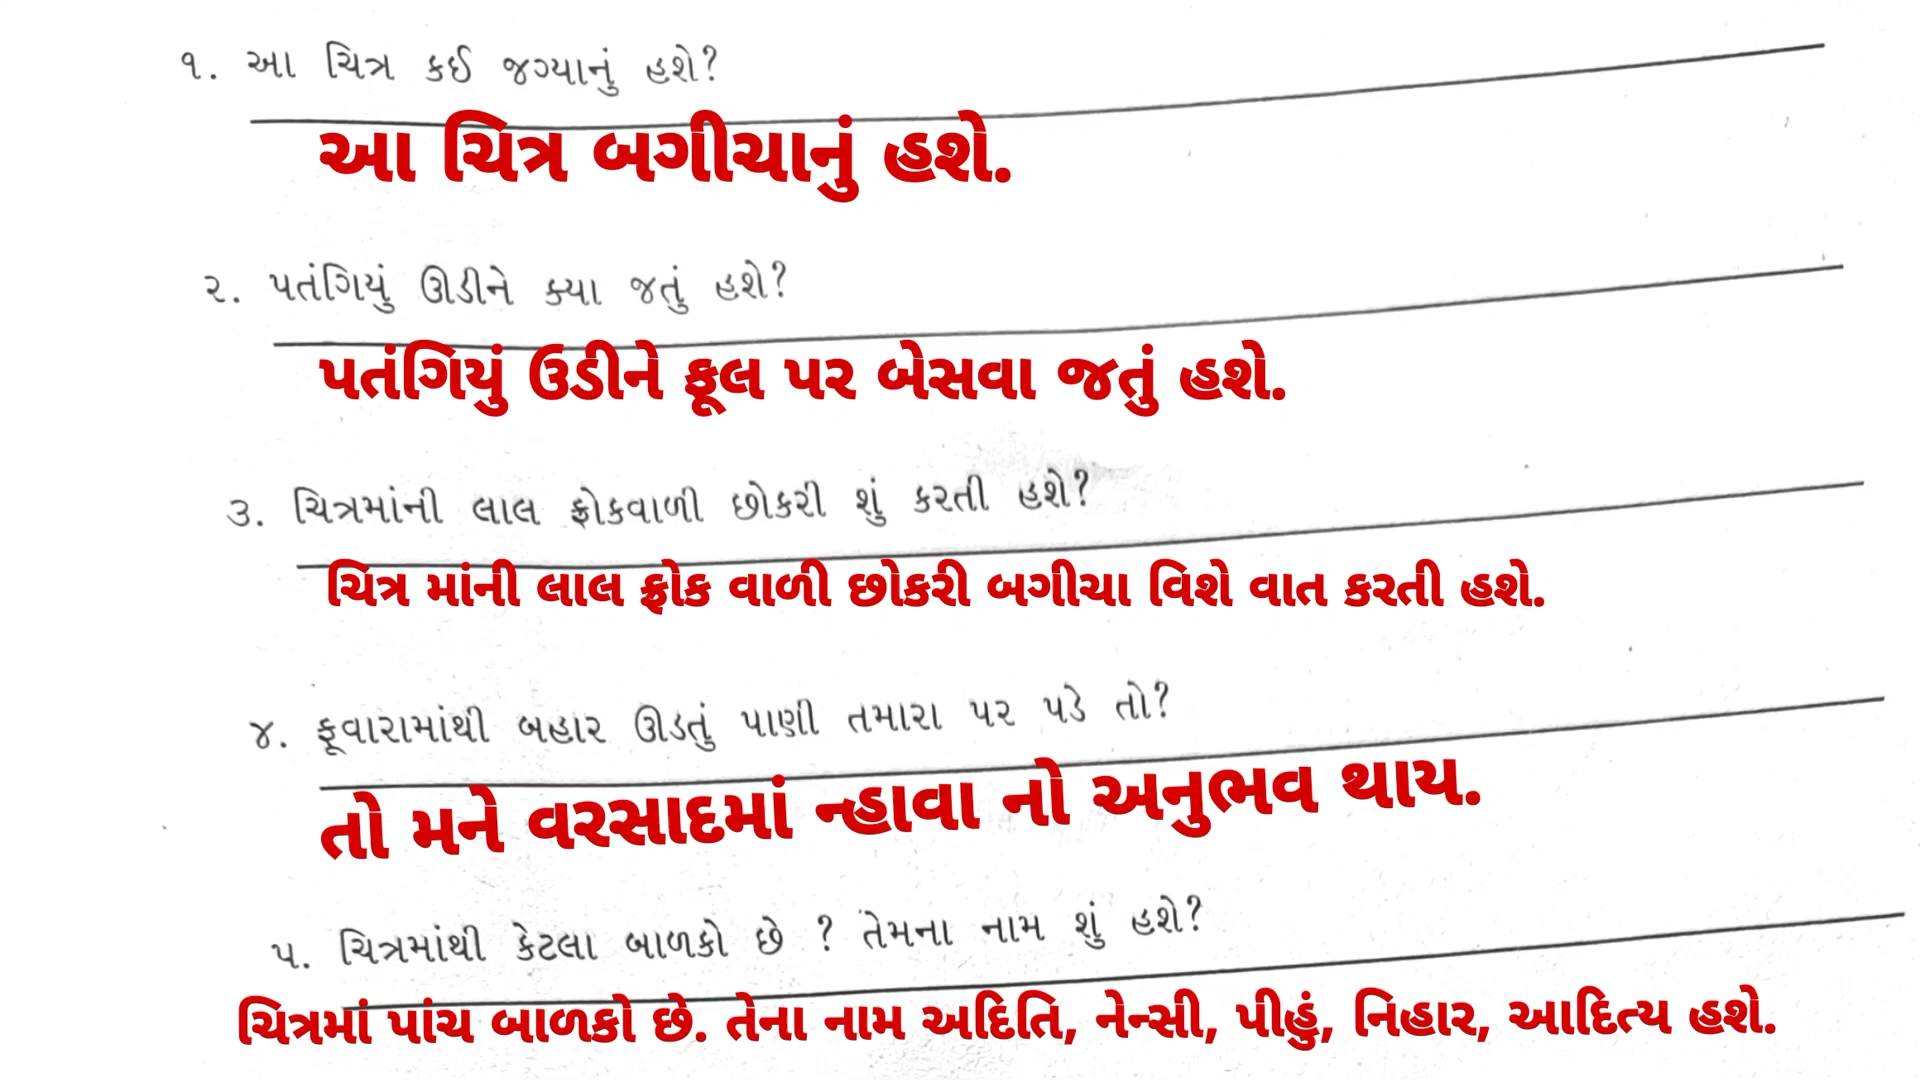 ૧. આ ચિત્ર કઈ જગ્યાનું હશે?
આ ચિત્ર બગીચાનું હશે.
૨. પતંગિયું ઊડીને ક્યા જતું હશે?
પતંગિયું ઉડીને ફૂલ પર બેસવા જતું હશે.
૩. ચિત્રમાંની લાલ ફ્રોકવાળી છોકરી શું કરતી હશે?
ચિત્ર માંની લાલ ફ્રોક વાળી છોકરી બગીચા વિશે વાત કરતી હશે.
૪. ફૂવારામાંથી બહાર ઊડતું પાણી તમારા પર પડે તો?
તો મને વરસાદમાં ન્હાવા નો અનુભવ થાય.
૫. ચિત્રમાંથી કેટલા બાળકો છે ? તેમના નામ શું હશે?
ચિત્રમાં પાંચ બાળકો છે. તેના નામ અદિતિ, નેન્સી, પીહું, નિહાર, આદિત્ય હશે.